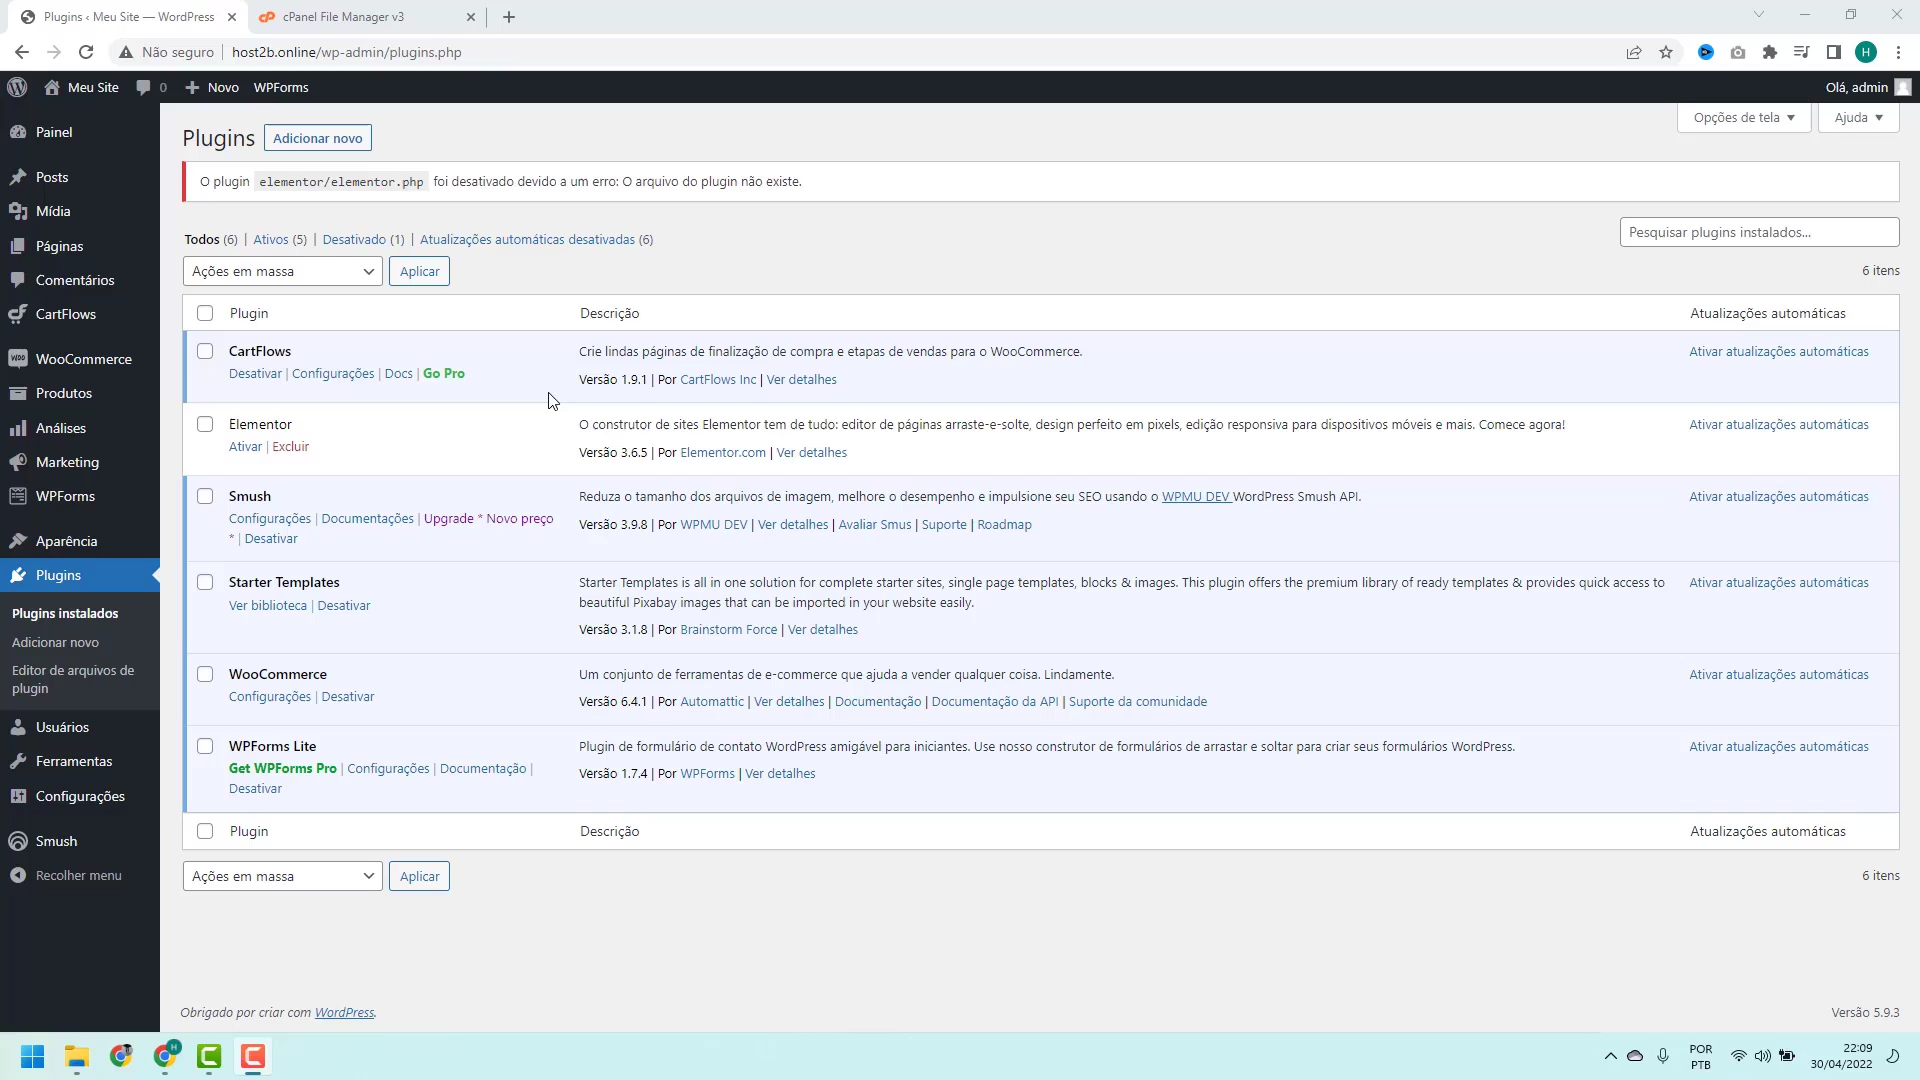 Plugins ‹ Meu Site — WordPress
cPanel File Manager v3
Não seguro
host2b.online/wp-admin/plugins.php
H
Meu Site
0
Novo
WPForms
Olá, admin
Painel
Posts
Mídia
Páginas
Comentários
CartFlows
WooCommerce
Produtos
Análises
Marketing
WPForms
Aparência
Plugins
Plugins instalados
Adicionar novo
Editor de arquivos de
plugin
Usuários
Ferramentas
Configurações
Smush
Recolher menu
Opções de tela
Ajuda
Plugins
Adicionar novo
O plugin elementor/elementor.php foi desativado devido a um erro: O arquivo do plugin não existe.
Todos (6) | Ativos (5) | Desativado (1) | Atualizações automáticas desativadas (6)
Pesquisar plugins instalados...
Ações em massa
Aplicar
6 itens
Plugin
Descrição
Atualizações automáticas
CartFlows
Desativar | Configurações | Docs | Go Pro
Crie lindas páginas de finalização de compra e etapas de vendas para o WooCommerce.
Versão 1.9.1 | Por CartFlows Inc | Ver detalhes
Ativar atualizações automáticas
Elementor
Ativar | Excluir
O construtor de sites Elementor tem de tudo: editor de páginas arraste-e-solte, design perfeito em pixels, edição responsiva para dispositivos móveis e mais. Comece agora!
Versão 3.6.5 | Por Elementor.com | Ver detalhes
Ativar atualizações automáticas
Smush
Configurações | Documentações | Upgrade * Novo preço
* | Desativar
Reduza o tamanho dos arquivos de imagem, melhore o desempenho e impulsione seu SEO usando o WPMU DEV WordPress Smush API.
Versão 3.9.8 | Por WPMU DEV | Ver detalhes | Avaliar Smus | Suporte | Roadmap
Ativar atualizações automáticas
Starter Templates
Ver biblioteca | Desativar
Starter Templates is all in one solution for complete starter sites, single page templates, blocks & images. This plugin offers the premium library of ready templates & provides quick access to
beautiful Pixabay images that can be imported in your website easily.
Versão 3.1.8 | Por Brainstorm Force | Ver detalhes
Ativar atualizações automáticas
WooCommerce
Configurações | Desativar
Um conjunto de ferramentas de e-commerce que ajuda a vender qualquer coisa. Lindamente.
Versão 6.4.1 | Por Automattic | Ver detalhes | Documentação | Documentação da API | Suporte da comunidade
Ativar atualizações automáticas
WPForms Lite
Get WPForms Pro | Configurações | Documentação |
Desativar
Plugin de formulário de contato WordPress amigável para iniciantes. Use nosso construtor de formulários de arrastar e soltar para criar seus formulários WordPress.
Versão 1.7.4 | Por WPForms | Ver detalhes
Ativar atualizações automáticas
Plugin
Descrição
Atualizações automáticas
Ações em massa
Aplicar
6 itens
Obrigado por criar com WordPress.
Versão 5.9.3
POR
PTB
22:09
30/04/2022